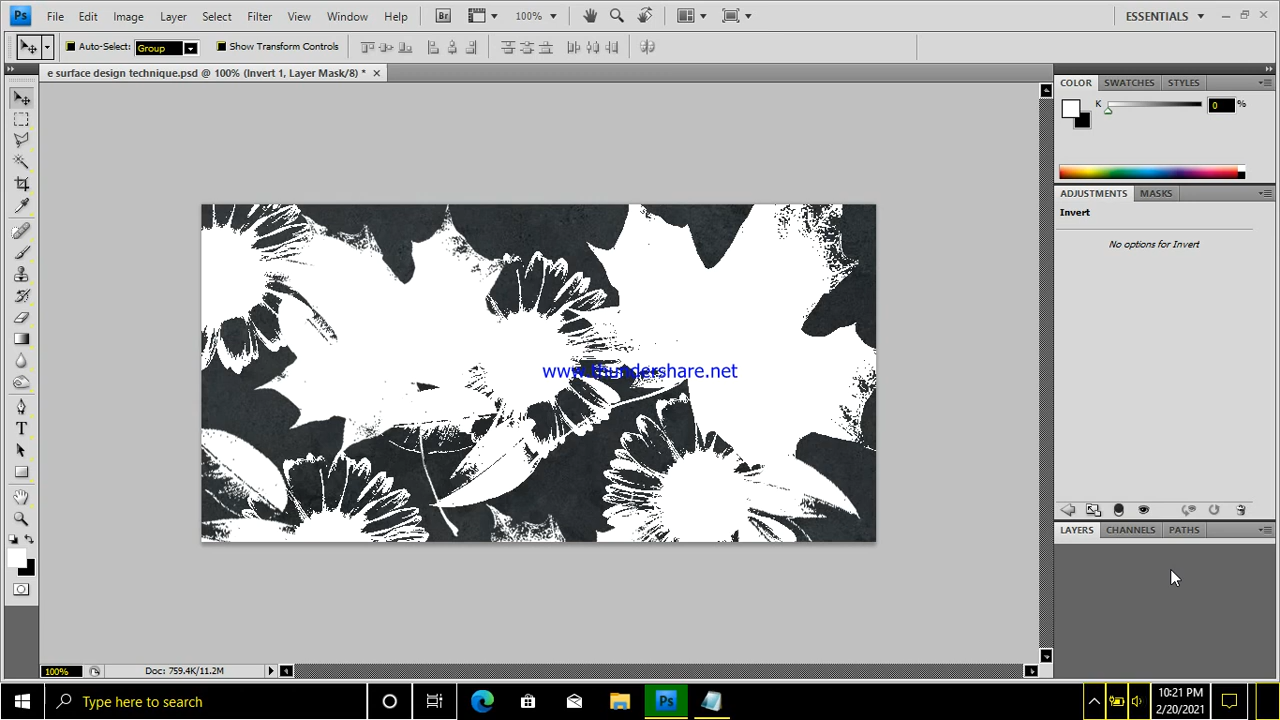 Ps File Edit Image Layer Select Filter View Window Help Br 100% ESSENTIALS
Auto-Select: Group Show Transform Controls
e surface design technique.psd @ 100% (Invert 1, Layer Mask/8) *
COLOR SWATCHES STYLES
K 0 %
ADJUSTMENTS MASKS
Invert
No options for Invert
www.thundershare.net
T
LAYERS CHANNELS PATHS
100% Doc: 759.4K/11.2M
Type here to search
Ps
10:21 PM
2/20/2021